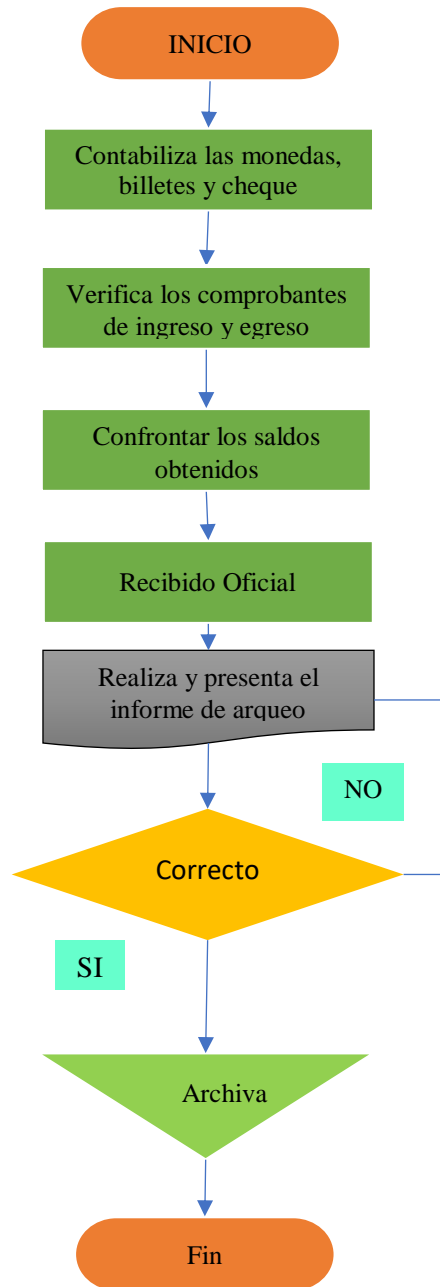 INICIO
Contabiliza las monedas,
billetes y cheque
Verifica los comprobantes
de ingreso y egreso
Confrontar los saldos
obtenidos
Recibido Oficial
Realiza y presenta el
informe de arqueo
NO
Correcto
SI
Archiva
Fin